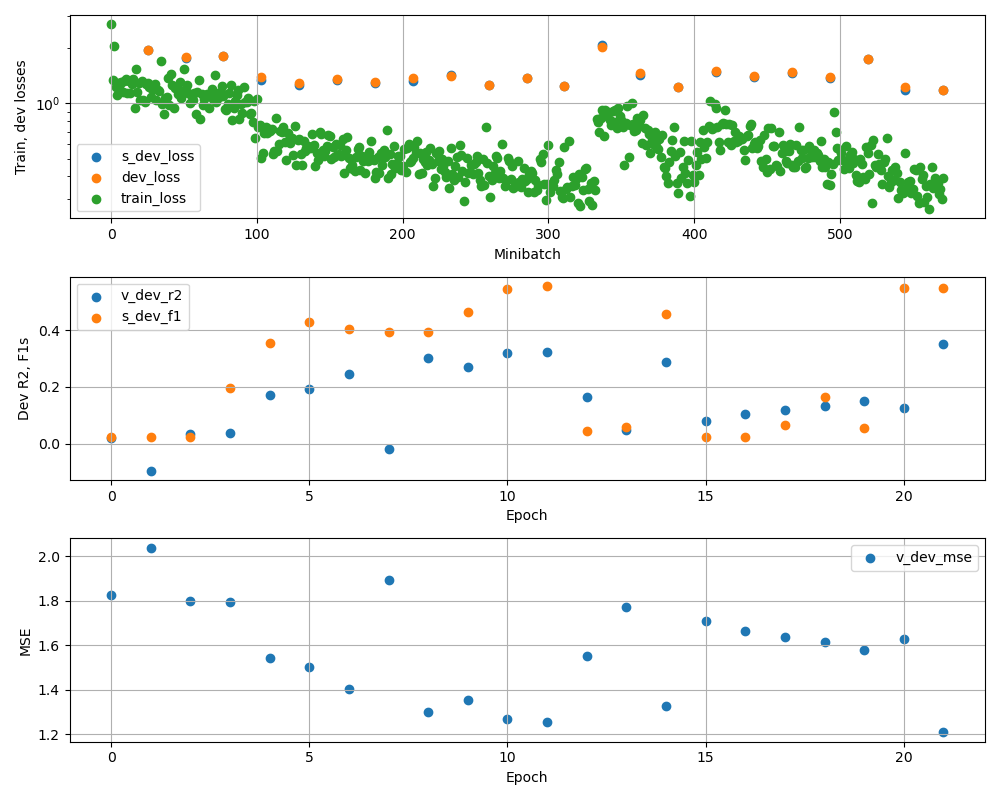 Train, dev losses
10⁰
s_dev_loss
dev_loss
train_loss
0 100 200 300 400 500
Minibatch
Dev R2, F1s
0.4
0.2
0.0
v_dev_r2
s_dev_f1
0 5 10 15 20
Epoch
MSE
2.0
1.8
1.6
1.4
1.2
v_dev_mse
0 5 10 15 20
Epoch